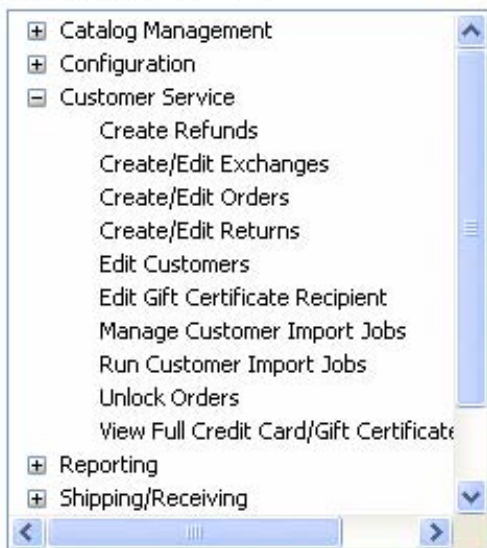 Catalog Management
Configuration
Customer Service
Create Refunds
Create/Edit Exchanges
Create/Edit Orders
Create/Edit Returns
Edit Customers
Edit Gift Certificate Recipient
Manage Customer Import Jobs
Run Customer Import Jobs
Unlock Orders
View Full Credit Card/Gift Certificate
Reporting
Shipping/Receiving